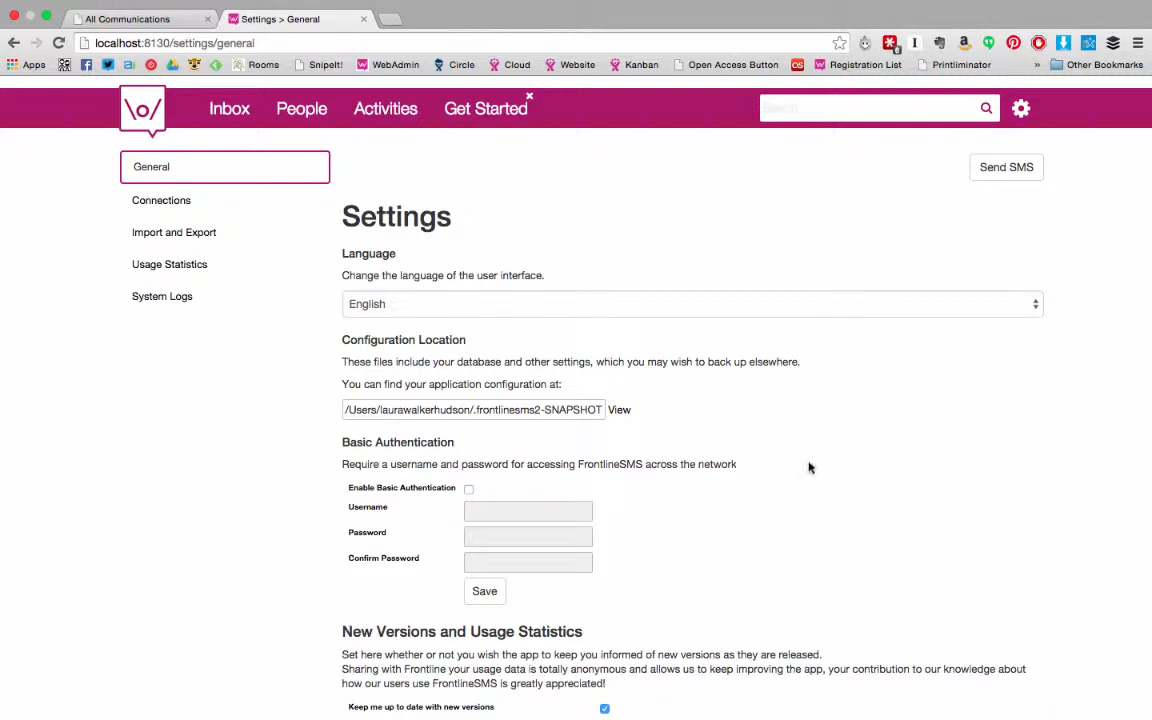 All Communications
Settings > General
localhost:8130/settings/general
Apps
Rooms
SnipeIt!
WebAdmin
Circle
Cloud
Website
Kanban
Open Access Button
Registration List
Printliminator
»
Other Bookmarks
\o/
Inbox
People
Activities
Get Started
Search
General
Send SMS
Connections
Import and Export
Usage Statistics
System Logs
Settings
Language
Change the language of the user interface.
English
Configuration Location
These files include your database and other settings, which you may wish to back up elsewhere.
You can find your application configuration at:
/Users/laurawalkerhudson/.frontlinesms2-SNAPSHOT View
Basic Authentication
Require a username and password for accessing FrontlineSMS across the network
Enable Basic Authentication
Username
Password
Confirm Password
Save
New Versions and Usage Statistics
Set here whether or not you wish the app to keep you informed of new versions as they are released.
Sharing with Frontline your usage data is totally anonymous and allows us to keep improving the app, your contribution to our knowledge about
how our users use FrontlineSMS is greatly appreciated!
Keep me up to date with new versions